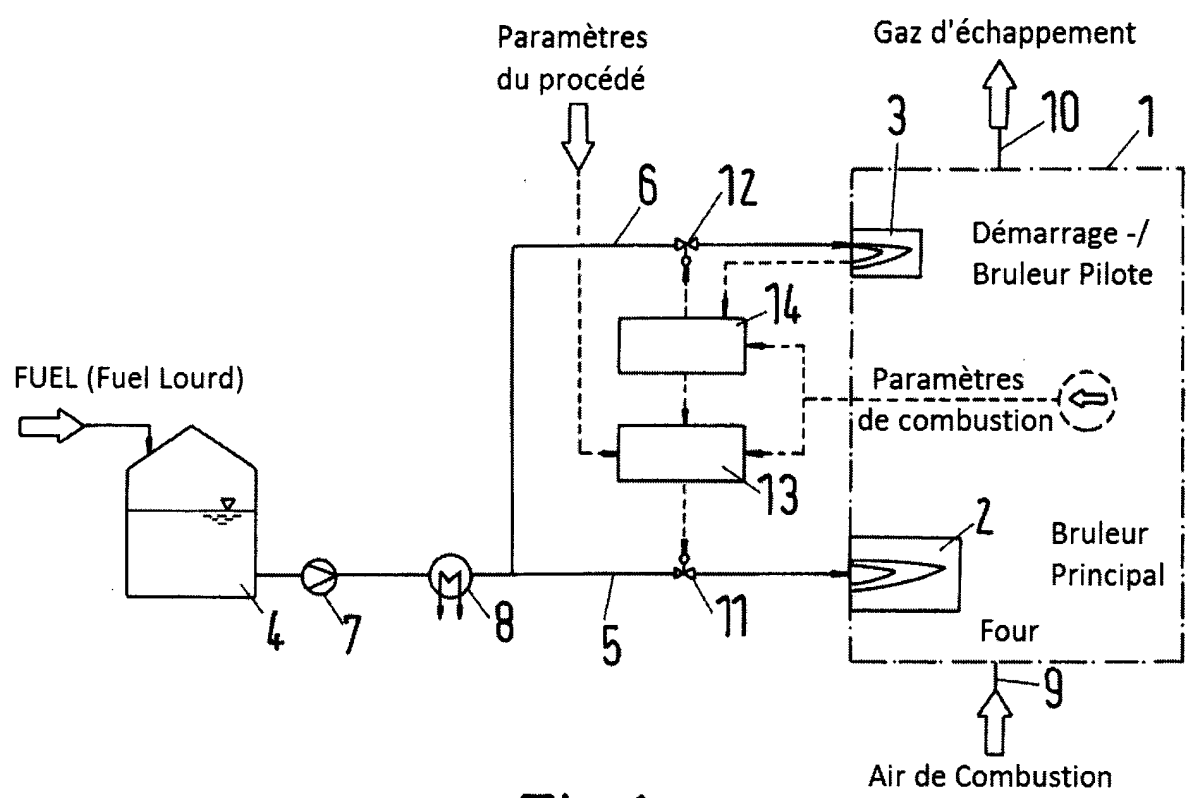 Paramètres
du procédé
Gaz d'échappement
10
1
3
6
12
Démarrage -/
Bruleur Pilote
14
FUEL (Fuel Lourd)
Paramètres
de combustion
13
2
Bruleur
Principal
4
7
8
5
11
Four
9
Air de Combustion